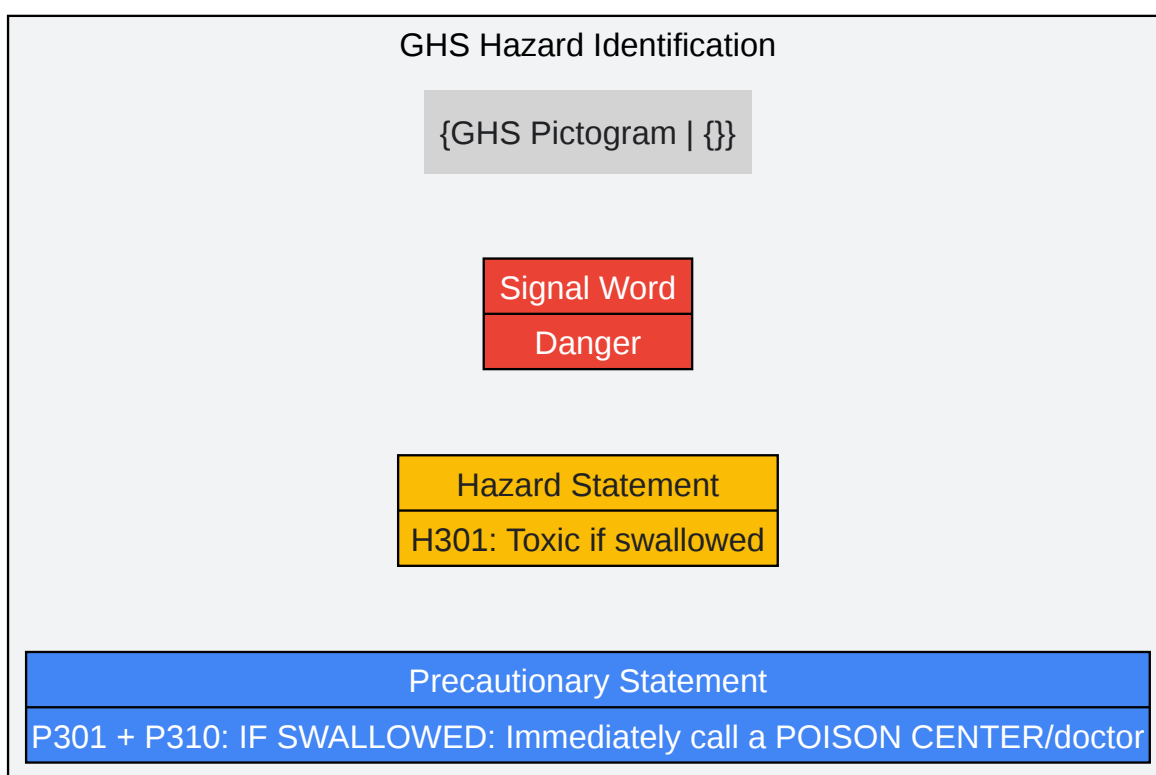 GHS Hazard Identification
{GHS Pictogram | {}}
Signal Word
Danger
Hazard Statement
H301: Toxic if swallowed
Precautionary Statement
P301 + P310: IF SWALLOWED: Immediately call a POISON CENTER/doctor